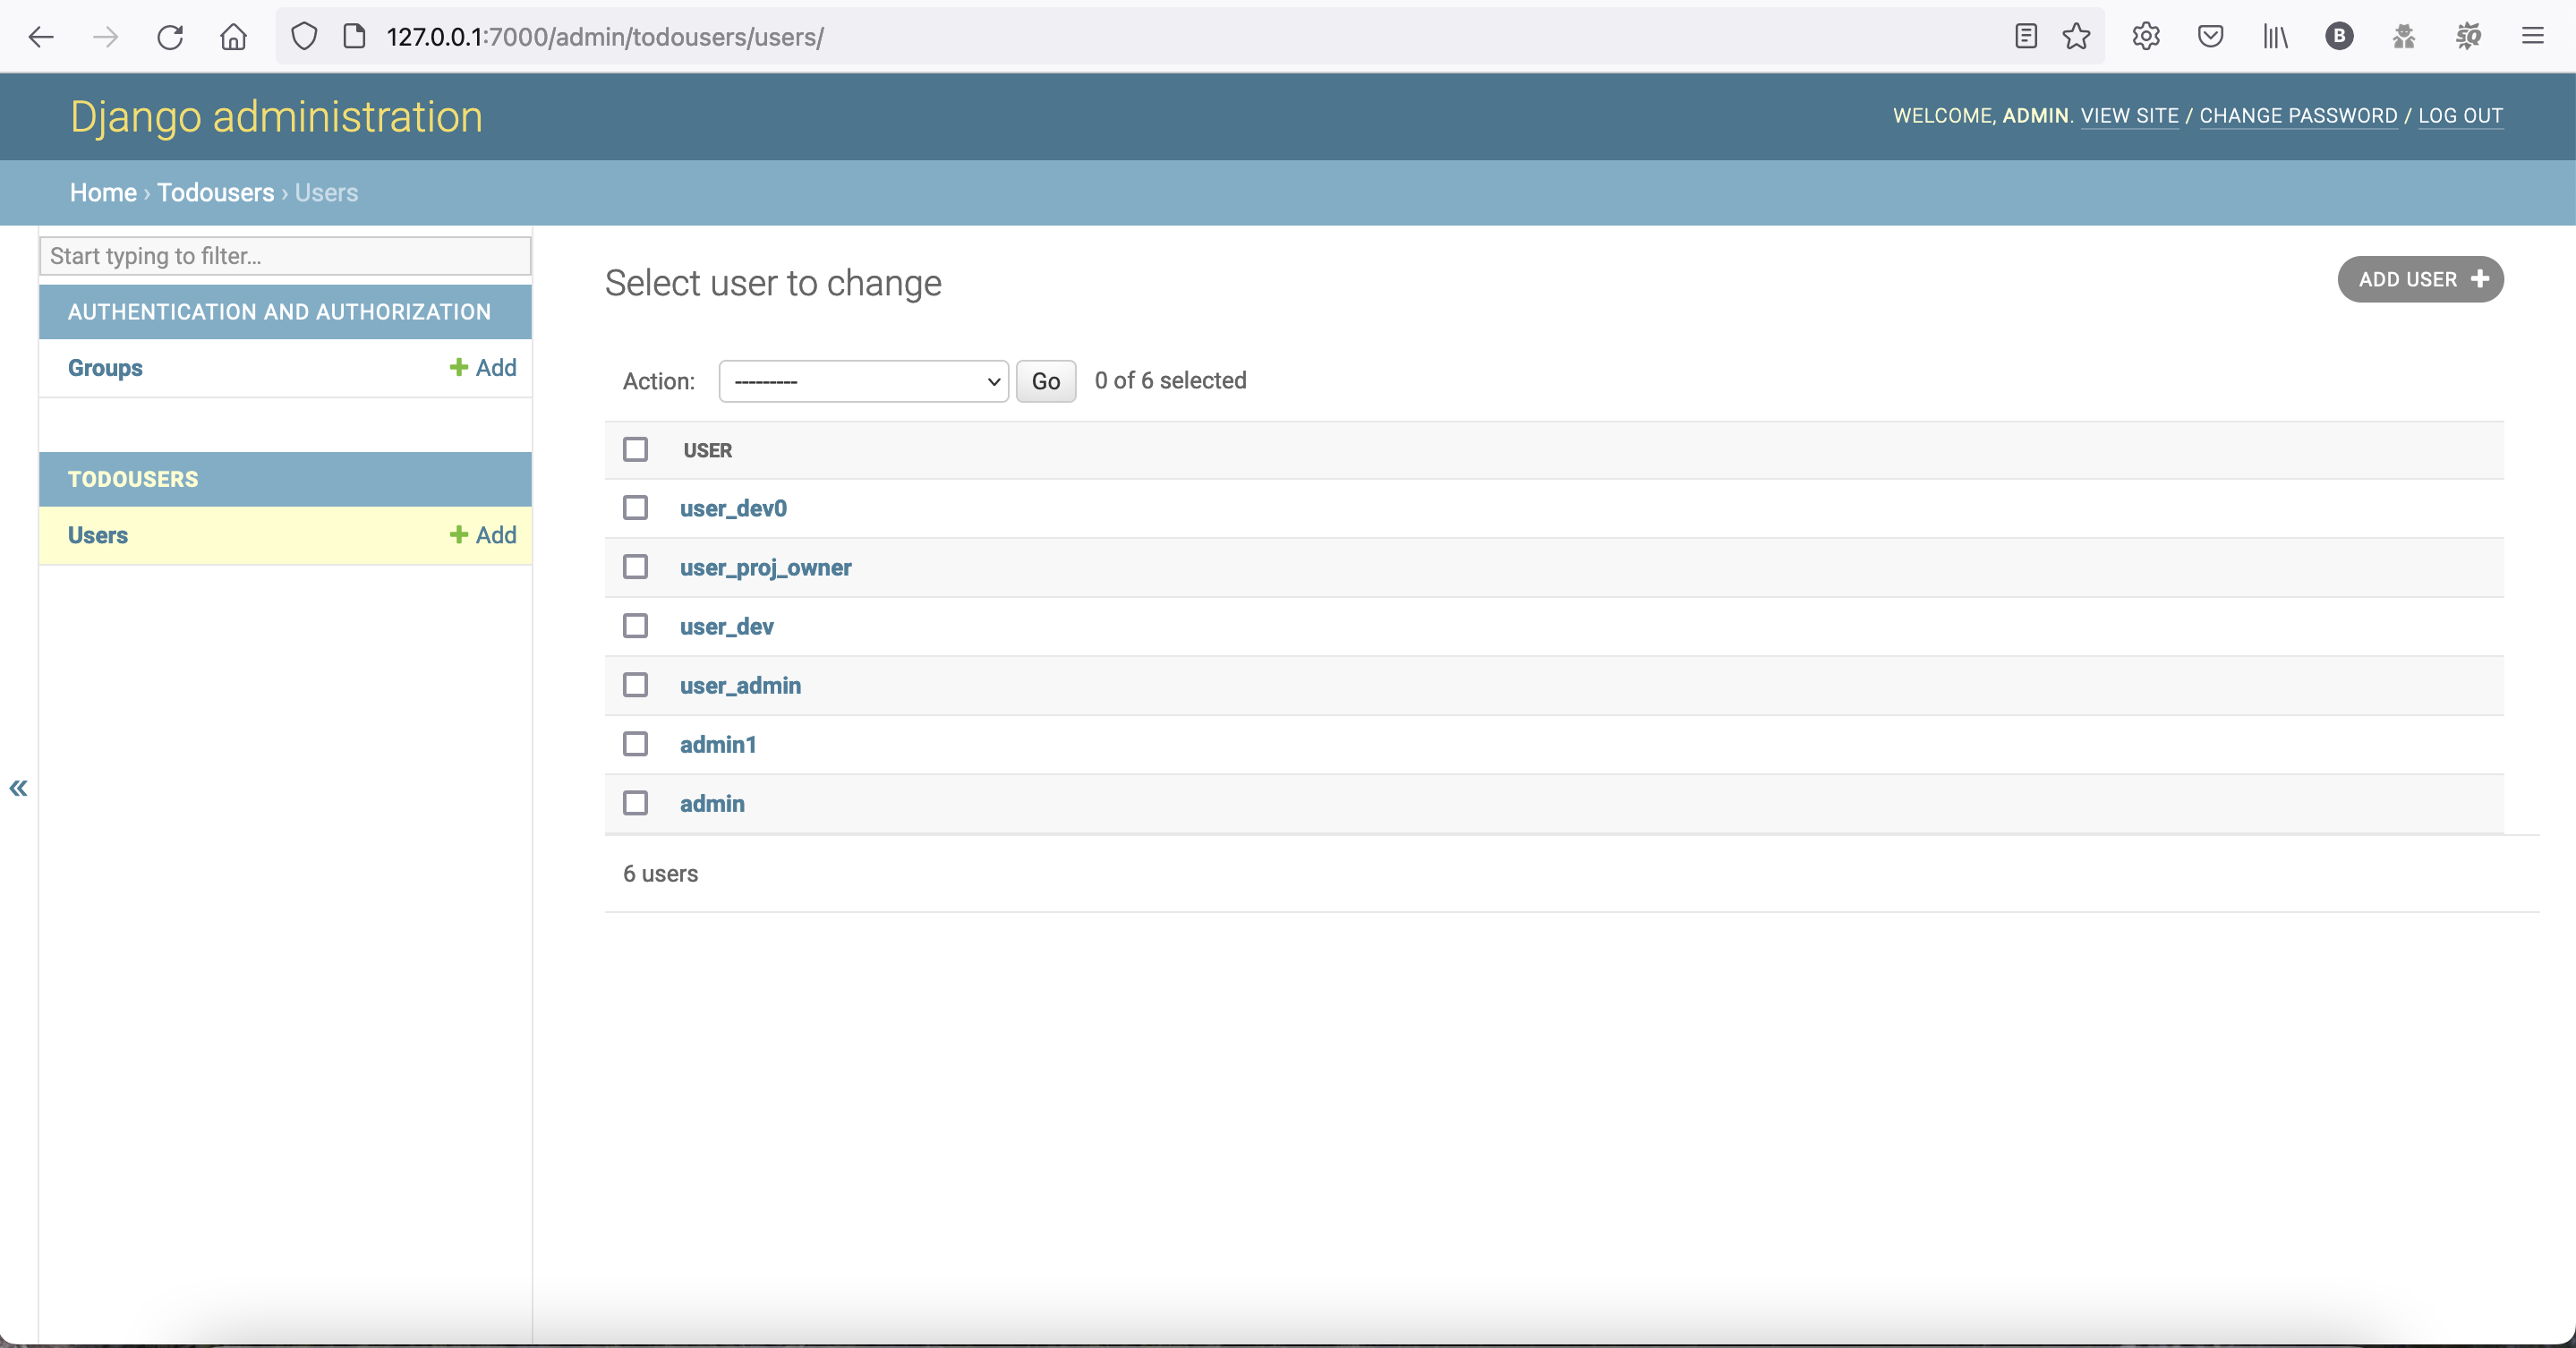 127.0.0.1:7000/admin/todousers/users/
Django administration
WELCOME, ADMIN. VIEW SITE / CHANGE PASSWORD / LOG OUT
Home › Todousers › Users
Start typing to filter...
AUTHENTICATION AND AUTHORIZATION
Groups + Add
TODOUSERS
Users + Add
«
Select user to change
ADD USER +
Action: --------- Go 0 of 6 selected
USER
user_dev0
user_proj_owner
user_dev
user_admin
admin1
admin
6 users